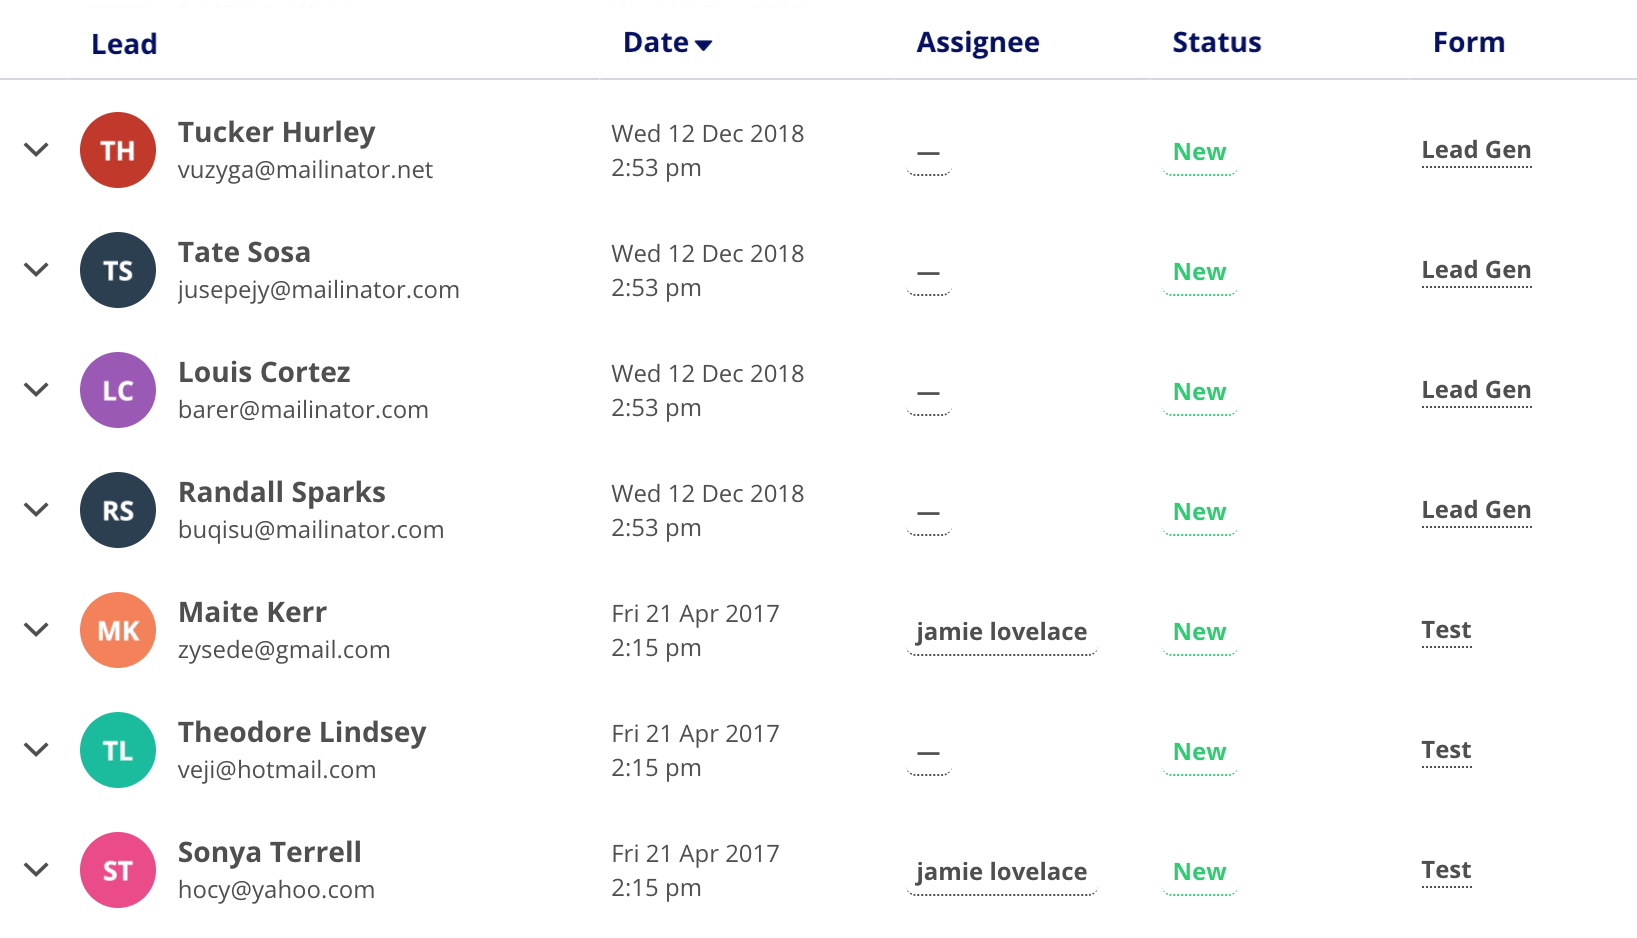 Lead Date Assignee Status Form
TH Tucker Hurley Wed 12 Dec 2018 — New Lead Gen
vuzyga@mailinator.net 2:53 pm
TS Tate Sosa Wed 12 Dec 2018 — New Lead Gen
jusepejy@mailinator.com 2:53 pm
LC Louis Cortez Wed 12 Dec 2018 — New Lead Gen
barer@mailinator.com 2:53 pm
RS Randall Sparks Wed 12 Dec 2018 — New Lead Gen
buqisu@mailinator.com 2:53 pm
MK Maite Kerr Fri 21 Apr 2017 jamie lovelace New Test
zysede@gmail.com 2:15 pm
TL Theodore Lindsey Fri 21 Apr 2017 — New Test
veji@hotmail.com 2:15 pm
ST Sonya Terrell Fri 21 Apr 2017 jamie lovelace New Test
hocy@yahoo.com 2:15 pm